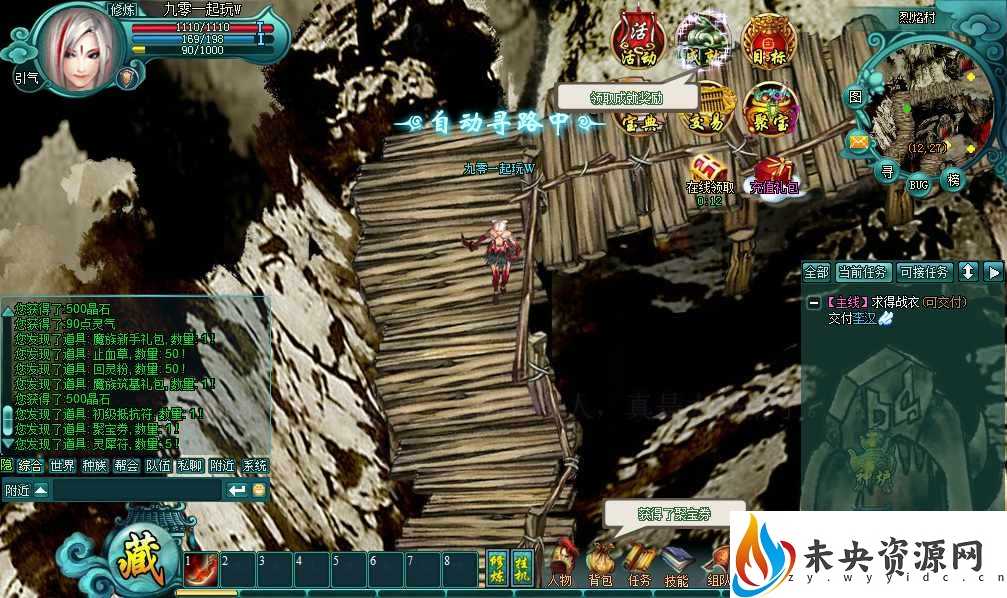 修炼 九零一起玩W
1110/1110
169/198
90/1000
引气
活动 成就 目标
领取成就奖励
宝典 交易 聚宝
在线领取
0:12
充值礼包
烈焰村
图
(12,27)
寻 BUG 榜
自动寻路中
九零一起玩W
全部 当前任务 可接任务
【主线】求得战衣(可交付)
交付李汉
您获得了:500晶石
您获得了:90点灵气
您发现了道具: 魔族新手礼包, 数量: 1！
您发现了道具: 止血草, 数量: 50！
您发现了道具: 回灵粉, 数量: 50！
您发现了道具: 魔族筑基礼包, 数量: 1！
您获得了:500晶石
您发现了道具: 初级抵抗符, 数量: 1！
您发现了道具: 聚宝券, 数量: 1！
您发现了道具: 灵犀符, 数量: 5！
隐 综合 世界 种族 帮会 队伍 私聊 附近 系统
附近
获得了聚宝券
藏
1 2 3 4 5 6 7 8
修炼 挂机
人物 背包 任务 技能 组队
未央资源网
zy.wyyidc.cn